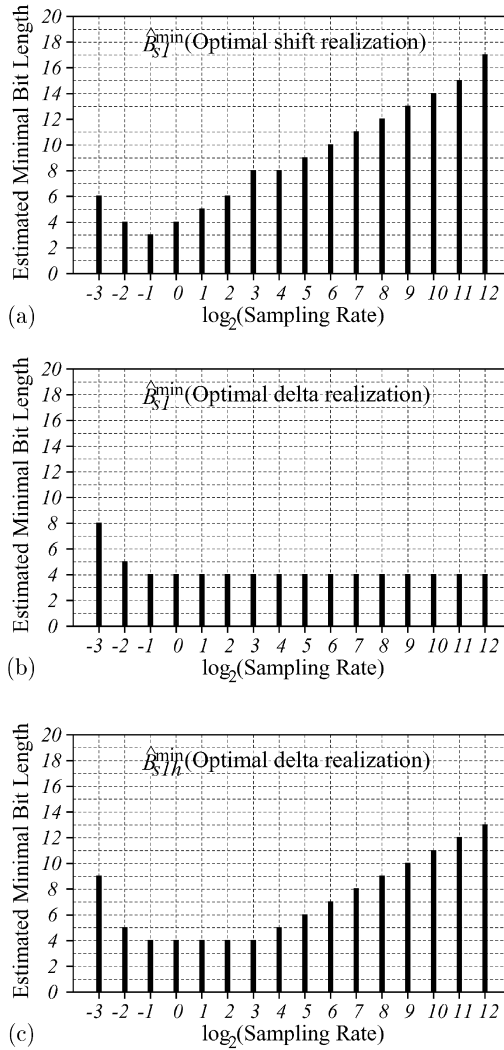 B̂ₛ₁ᵐⁱⁿ(Optimal shift realization)
Estimated Minimal Bit Length
20
18
16
14
12
10
8
6
4
2
0
-3 -2 -1 0 1 2 3 4 5 6 7 8 9 10 11 12
log₂(Sampling Rate)
(a)
B̂ₛ₁ᵐⁱⁿ(Optimal delta realization)
Estimated Minimal Bit Length
20
18
16
14
12
10
8
6
4
2
0
-3 -2 -1 0 1 2 3 4 5 6 7 8 9 10 11 12
log₂(Sampling Rate)
(b)
B̂ₛ₁ₕᵐⁱⁿ(Optimal delta realization)
Estimated Minimal Bit Length
20
18
16
14
12
10
8
6
4
2
0
-3 -2 -1 0 1 2 3 4 5 6 7 8 9 10 11 12
log₂(Sampling Rate)
(c)